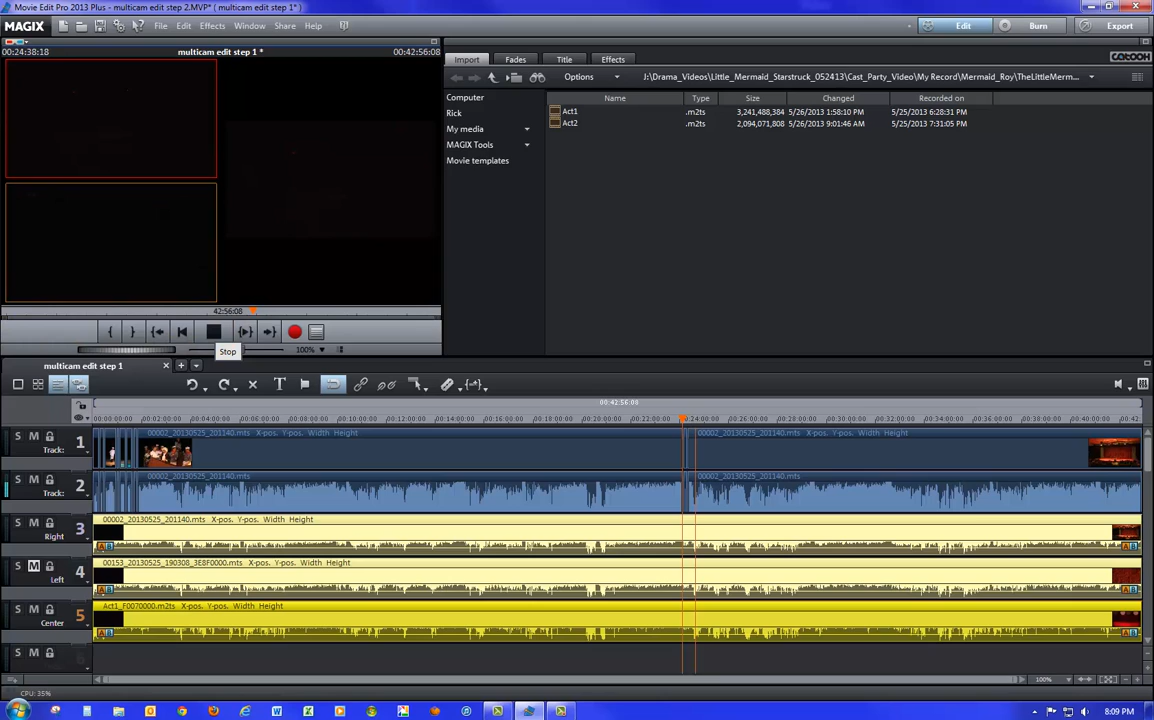 Movie Edit Pro 2013 Plus - multicam edit step 2.MVP* ( multicam edit step 1* )
MAGIX
File Edit Effects Window Share Help
Edit Burn Export
00:24:38:18 multicam edit step 1 * 00:42:56:08
Import Fades Title Effects
CATOOH
Options J:\Drama_Videos\Little_Mermaid_Starstruck_052413\Cast_Party_Video\My Record\Mermaid_Roy\TheLittleMerm...
Computer
Rick
My media
MAGIX Tools
Movie templates
Name Type Size Changed Recorded on
Act1 .m2ts 3,241,488,384 5/26/2013 1:58:10 PM 5/25/2013 6:28:31 PM
Act2 .m2ts 2,094,071,808 5/26/2013 9:01:46 AM 5/25/2013 7:31:05 PM
42:56:08
100%
Stop
multicam edit step 1
00:42:56:08
00:00:00:00 00:02:00:00 00:04:00:00 00:06:00:00 00:08:00:00 00:10:00:00 00:12:00:00 00:14:00:00 00:16:00:00 00:18:00:00 00:20:00:00 00:22:00:00 00:24:00:00 00:26:00:00 00:28:00:00 00:30:00:00 00:32:00:00 00:34:00:00 00:36:00:00 00:38:00:00 00:40:00:00 00:42
S M 1
Track:
00002_20130525_201140.mts X-pos. Y-pos. Width Height
00002_20130525_201140.mts X-pos. Y-pos. Width Height
S M 2
Track:
00002_20130525_201140.mts
00002_20130525_201140.mts
S M 3
Right
00002_20130525_201140.mts X-pos. Y-pos. Width Height
S M 4
Left
00153_20130525_190308_3E8F0000.mts X-pos. Y-pos. Width Height
S M 5
Center
Act1_F0070000.m2ts X-pos. Y-pos. Width Height
S M
100%
CPU: 35%
8:09 PM